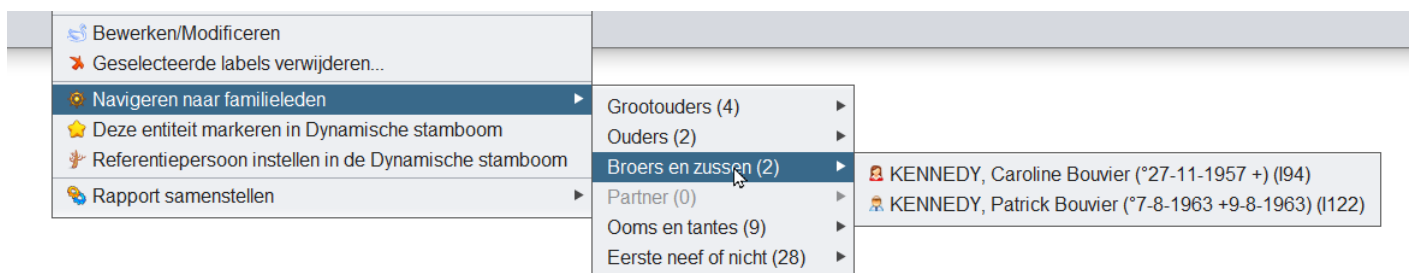 Bewerken/Modificeren
Geselecteerde labels verwijderen...
Navigeren naar familieleden
Deze entiteit markeren in Dynamische stamboom
Referentiepersoon instellen in de Dynamische stamboom
Rapport samenstellen
Grootouders (4)
Ouders (2)
Broers en zussen (2)
Partner (0)
Ooms en tantes (9)
Eerste neef of nicht (28)
KENNEDY, Caroline Bouvier (°27-11-1957 +) (I94)
KENNEDY, Patrick Bouvier (°7-8-1963 +9-8-1963) (I122)